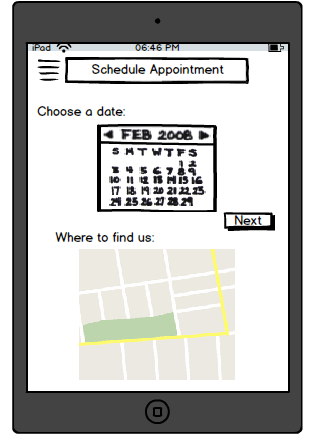 iPad 06:46 PM
Schedule Appointment
Choose a date:
FEB 2008
S M T W T F S
1 2
3 4 5 6 7 8 9
10 11 12 13 14 15 16
17 18 19 20 21 22 23
24 25 26 27 28 29
Next
Where to find us: